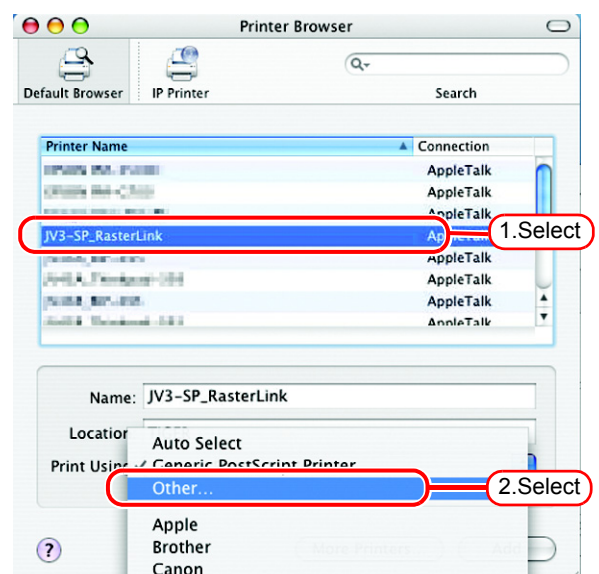 Printer Browser
Default Browser
IP Printer
Search
Printer Name
Connection
AppleTalk
AppleTalk
AppleTalk
1.Select
JV3-SP_RasterLink
AppleTalk
AppleTalk
AppleTalk
AppleTalk
Name: JV3-SP_RasterLink
Location
Auto Select
Print Using
✓ Generic PostScript Printer
Other...
2.Select
Apple
Brother
Canon
?
More Printers...
Add